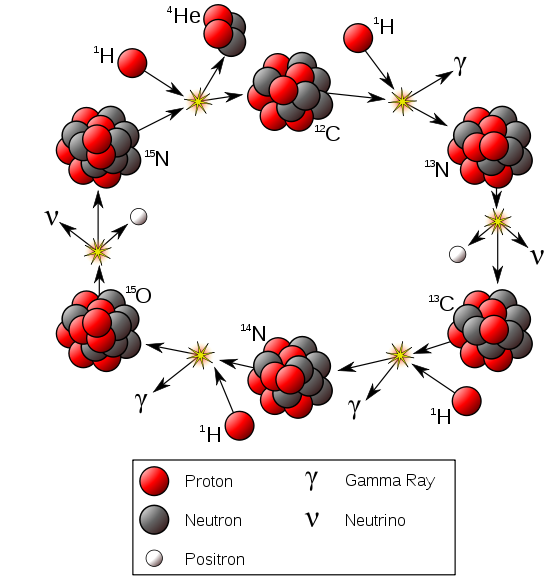 ⁴He
¹H
¹H
γ
¹²C
¹⁵N
¹³N
ν
ν
¹⁵O
¹³C
¹⁴N
γ
γ
¹H
¹H
Proton
γ Gamma Ray
Neutron
ν Neutrino
Positron